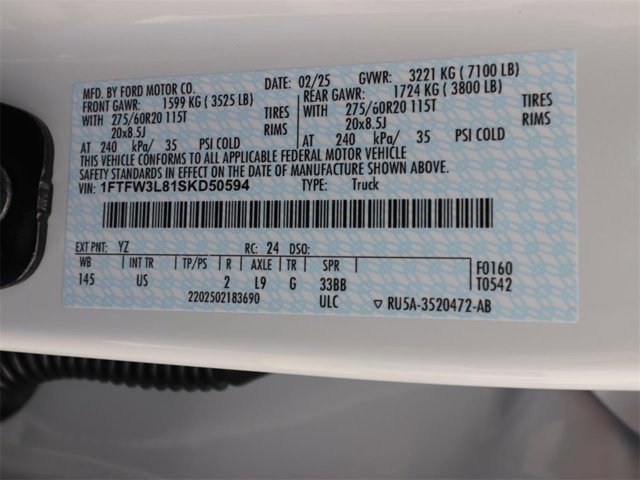 MFD. BY FORD MOTOR CO. DATE: 02/25 GVWR: 3221 KG ( 7100 LB)
FRONT GAWR: 1599 KG ( 3525 LB) REAR GAWR: 1724 KG ( 3800 LB)
WITH 275/60R20 115T TIRES WITH 275/60R20 115T TIRES
20x8.5J RIMS 20x8.5J RIMS
AT 240 kPa/ 35 PSI COLD AT 240 kPa/ 35 PSI COLD
THIS VEHICLE CONFORMS TO ALL APPLICABLE FEDERAL MOTOR VEHICLE
SAFETY STANDARDS IN EFFECT ON THE DATE OF MANUFACTURE SHOWN ABOVE.
VIN: 1FTFW3L81SKD50594 TYPE: Truck
EXT PNT: YZ RC: 24 DSO:
WB INT TR TP/PS R AXLE TR SPR F0160
145 US 2 L9 G 33BB T0542
2202502183690 ULC ▽ RU5A-3520472-AB